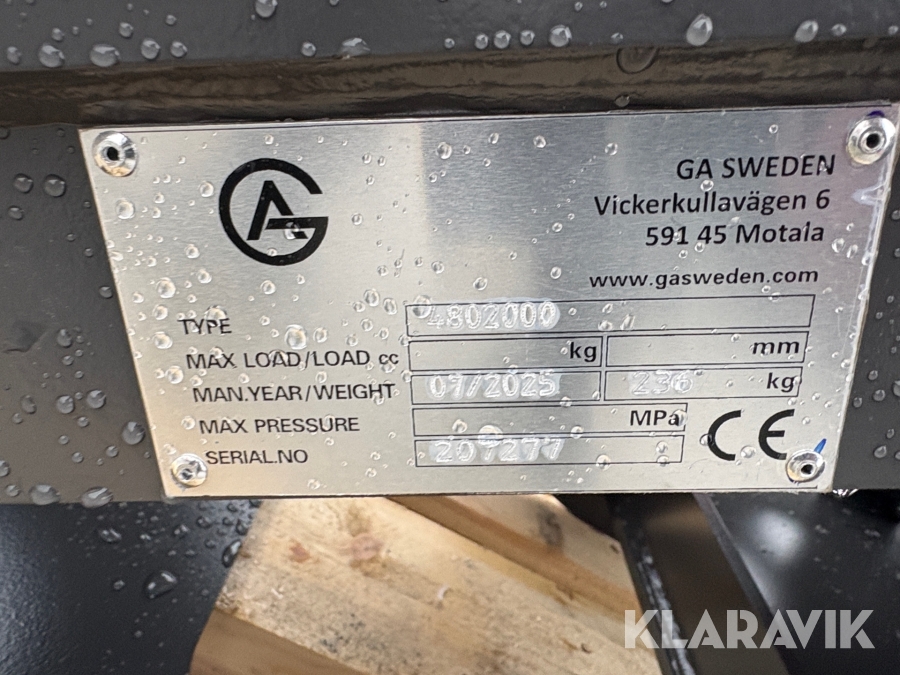 GA
GA SWEDEN
Vickerkullavägen 6
591 45 Motala
www.gasweden.com
TYPE 4802000
MAX LOAD/LOAD cc kg mm
MAN.YEAR/WEIGHT 07/2025 236 kg
MAX PRESSURE MPa
SERIAL.NO 207277
CE
KLARAVIK